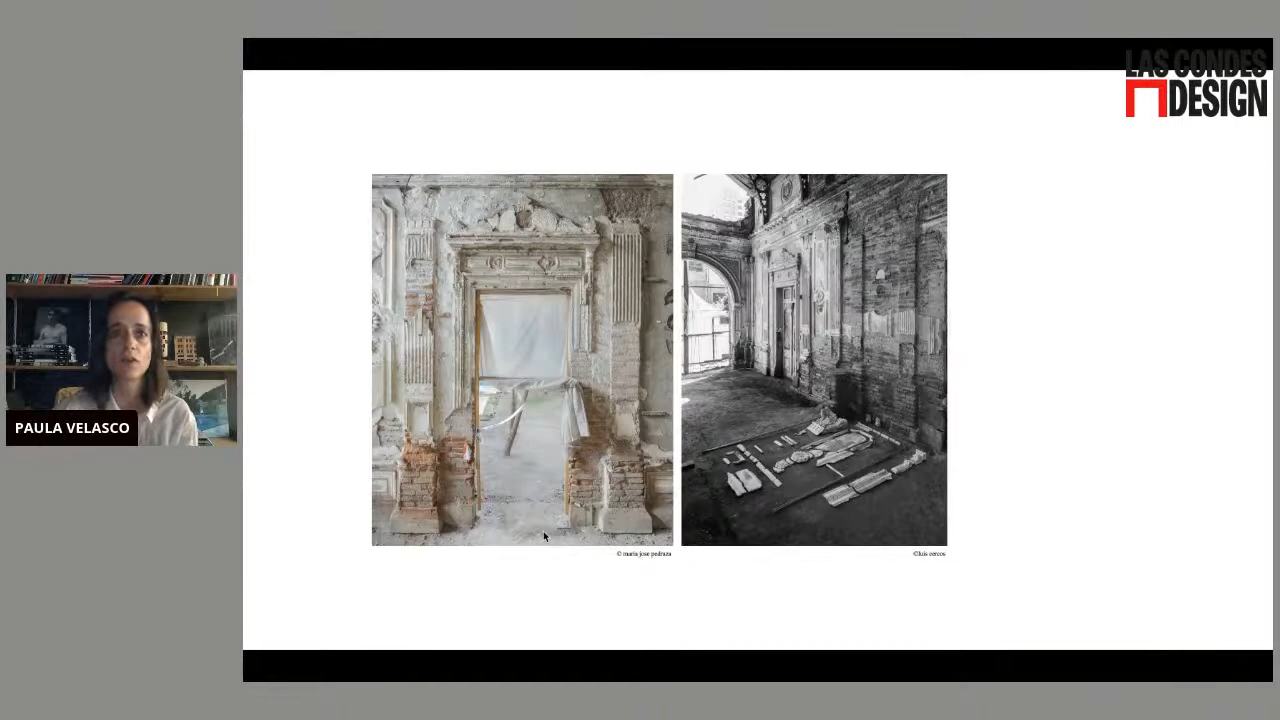 LAS CONDES
DESIGN
PAULA VELASCO
© maria jose pedraza
©luis cercos